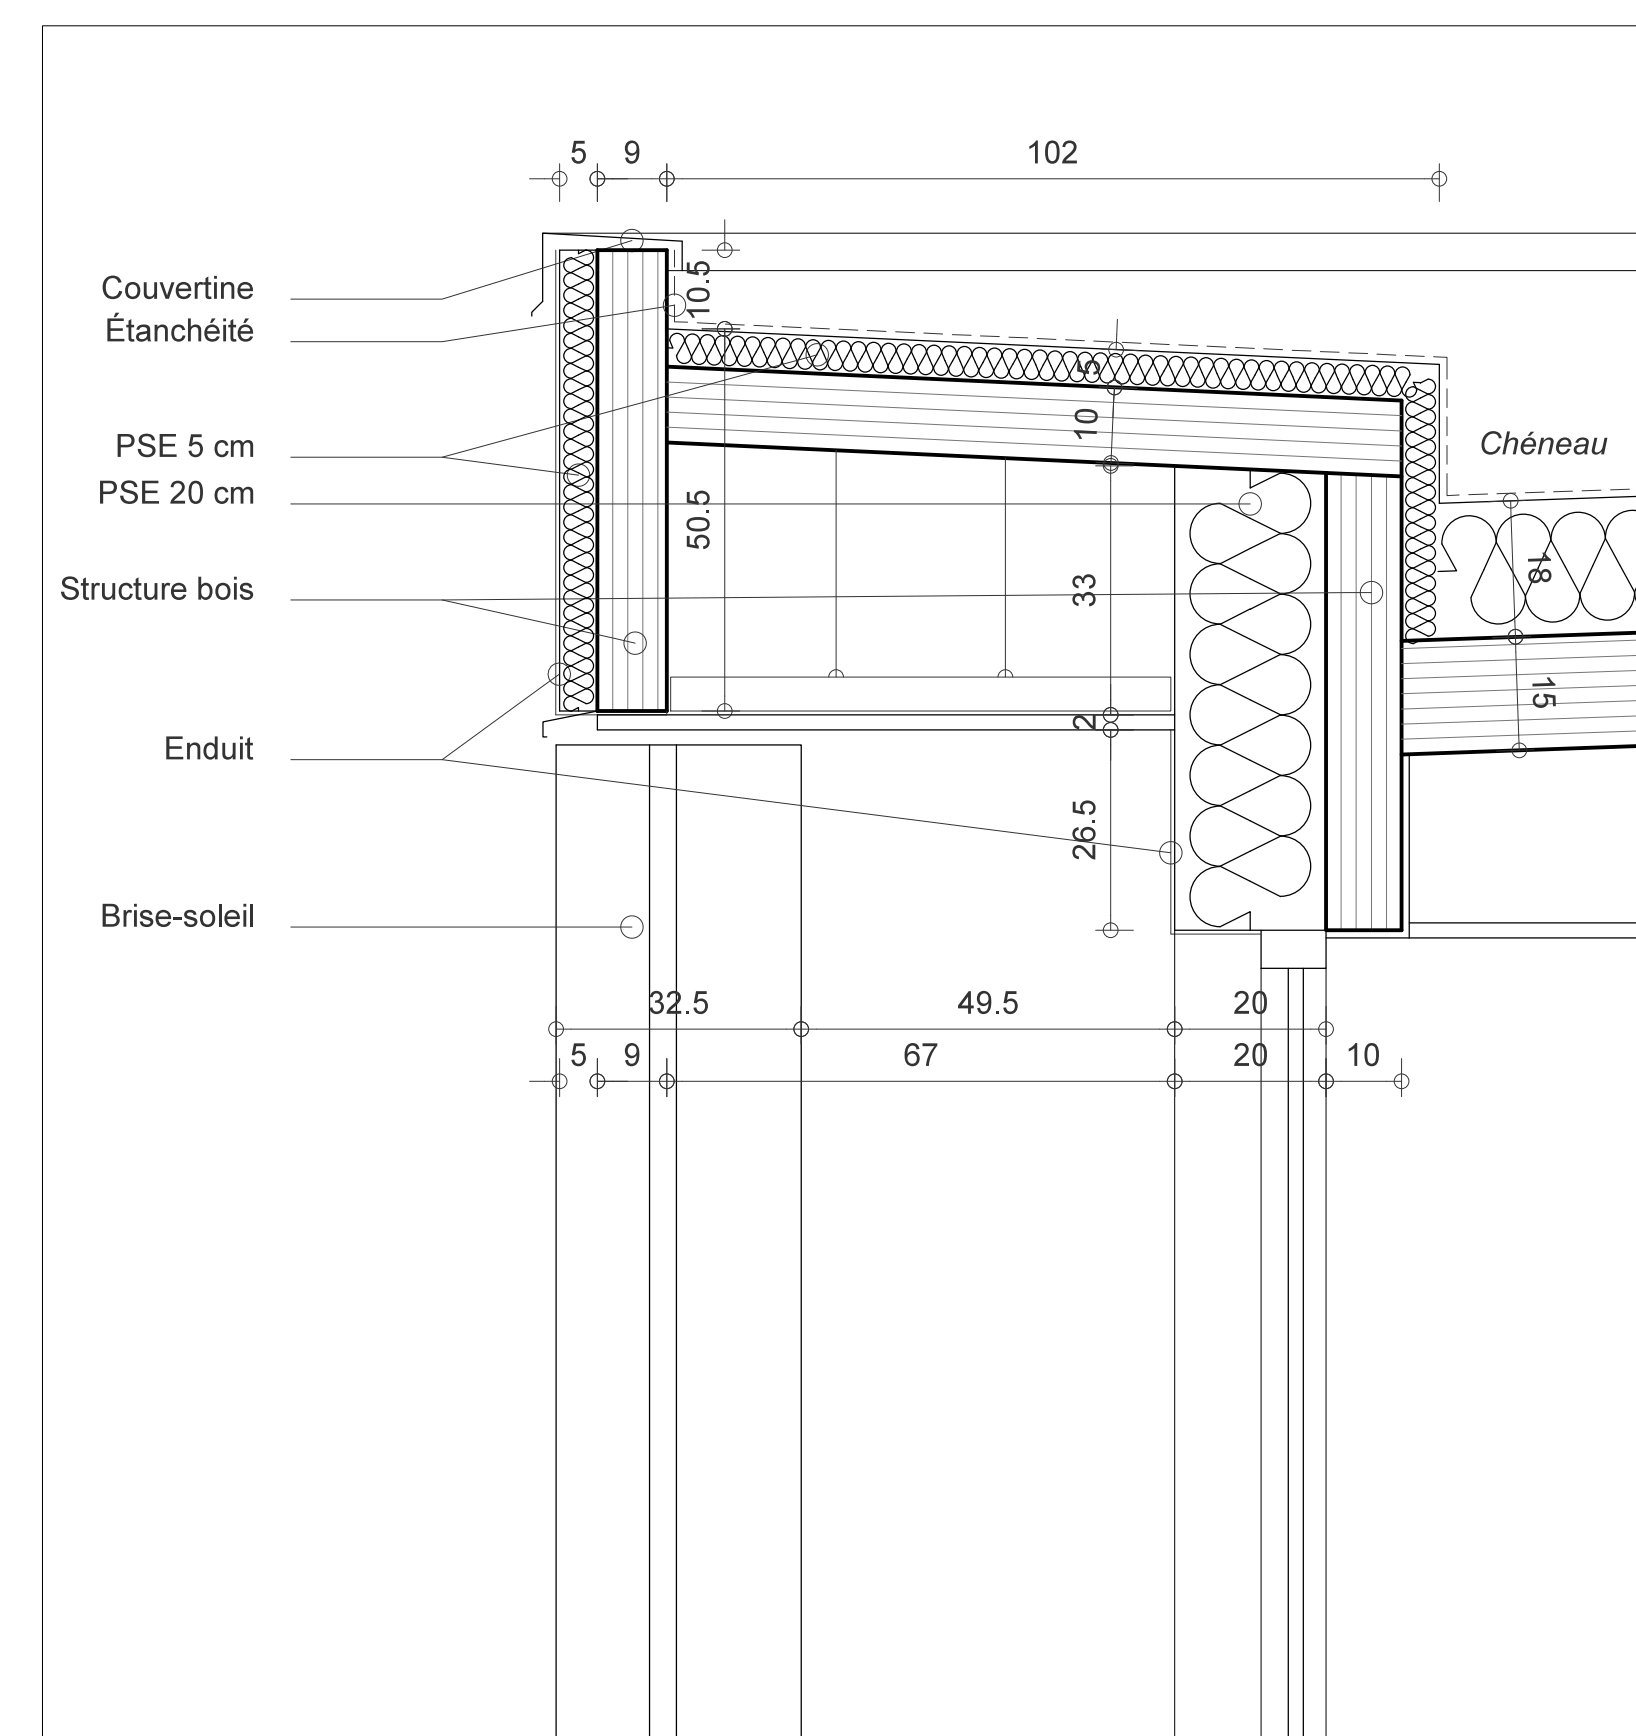 5 9 102
Couvertine
Étanchéité
10.5
5
10
PSE 5 cm
PSE 20 cm
Chéneau
50.5
33
18
Structure bois
15
2
Enduit
26.5
Brise-soleil
32.5 49.5 20
5 9 67 20 10